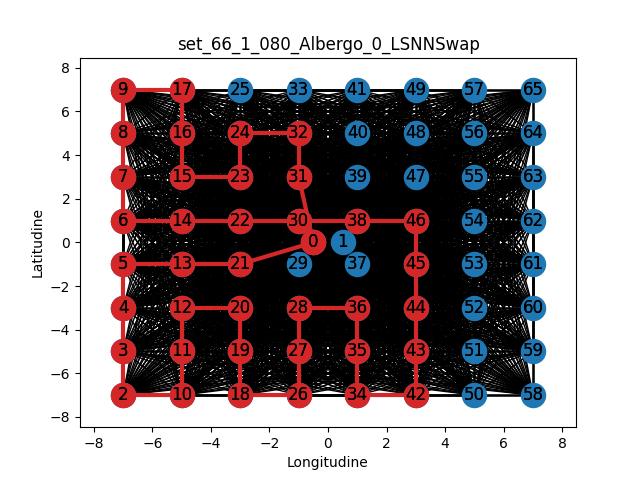 set_66_1_080_Albergo_0_LSNNSwap
8
6
4
2
0
−2
−4
−6
−8
Latitudine
9 17 25 33 41 49 57 65
8 16 24 32 40 48 56 64
7 15 23 31 39 47 55 63
6 14 22 30 38 46 54 62
0 1
5 13 21 29 37 45 53 61
4 12 20 28 36 44 52 60
3 11 19 27 35 43 51 59
2 10 18 26 34 42 50 58
−8 −6 −4 −2 0 2 4 6 8
Longitudine